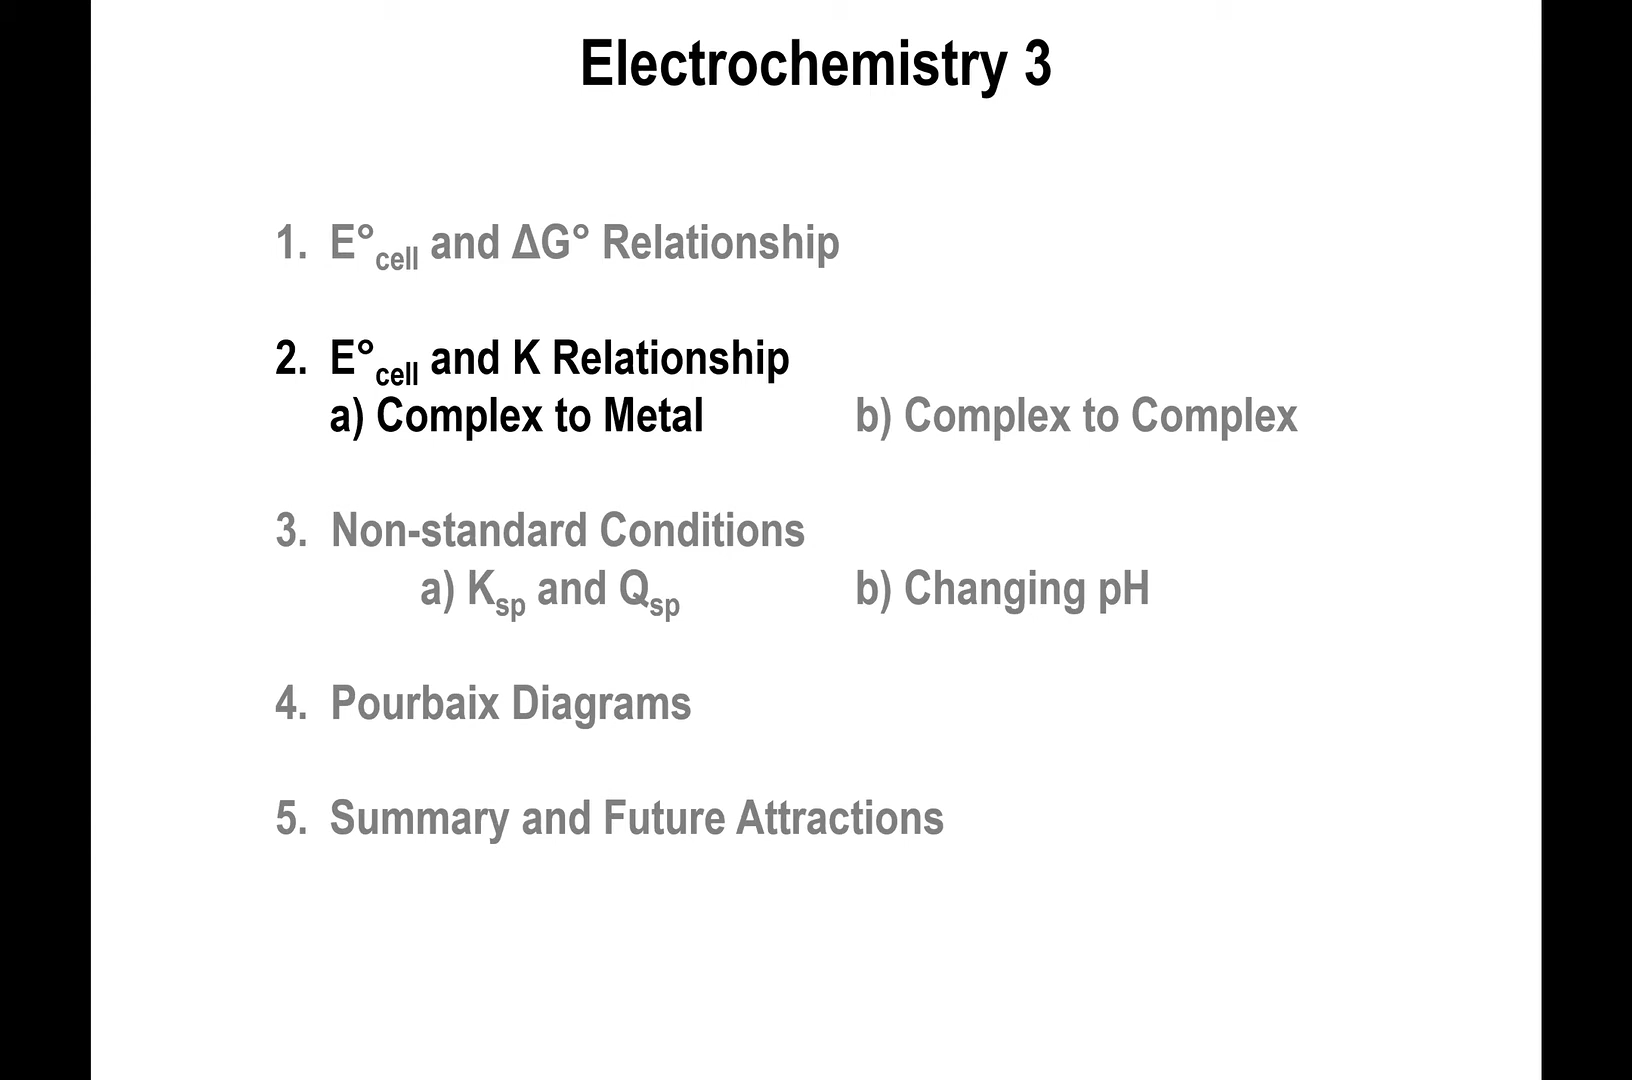 Electrochemistry 3
1. E°cell and ΔG° Relationship
2. E°cell and K Relationship
a) Complex to Metal b) Complex to Complex
3. Non-standard Conditions
a) Ksp and Qsp b) Changing pH
4. Pourbaix Diagrams
5. Summary and Future Attractions